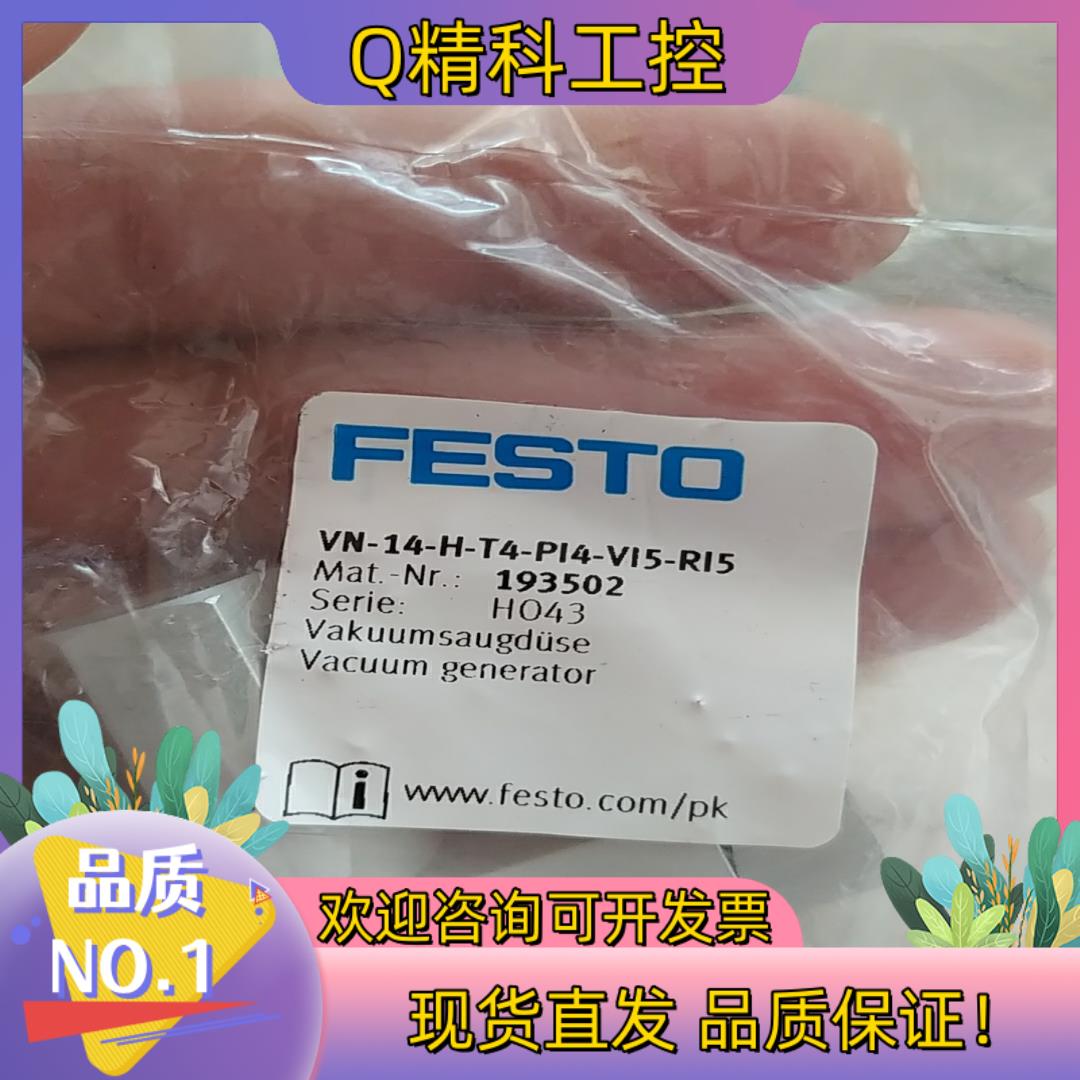 Q精科工控
FESTO
VN-14-H-T4-PI4-VI5-RI5
Mat.-Nr.: 193502
Serie: HO43
Vakuumsaugdüse
Vacuum generator
i www.festo.com/pk
品质
NO.1
欢迎咨询可开发票
现货直发 品质保证!